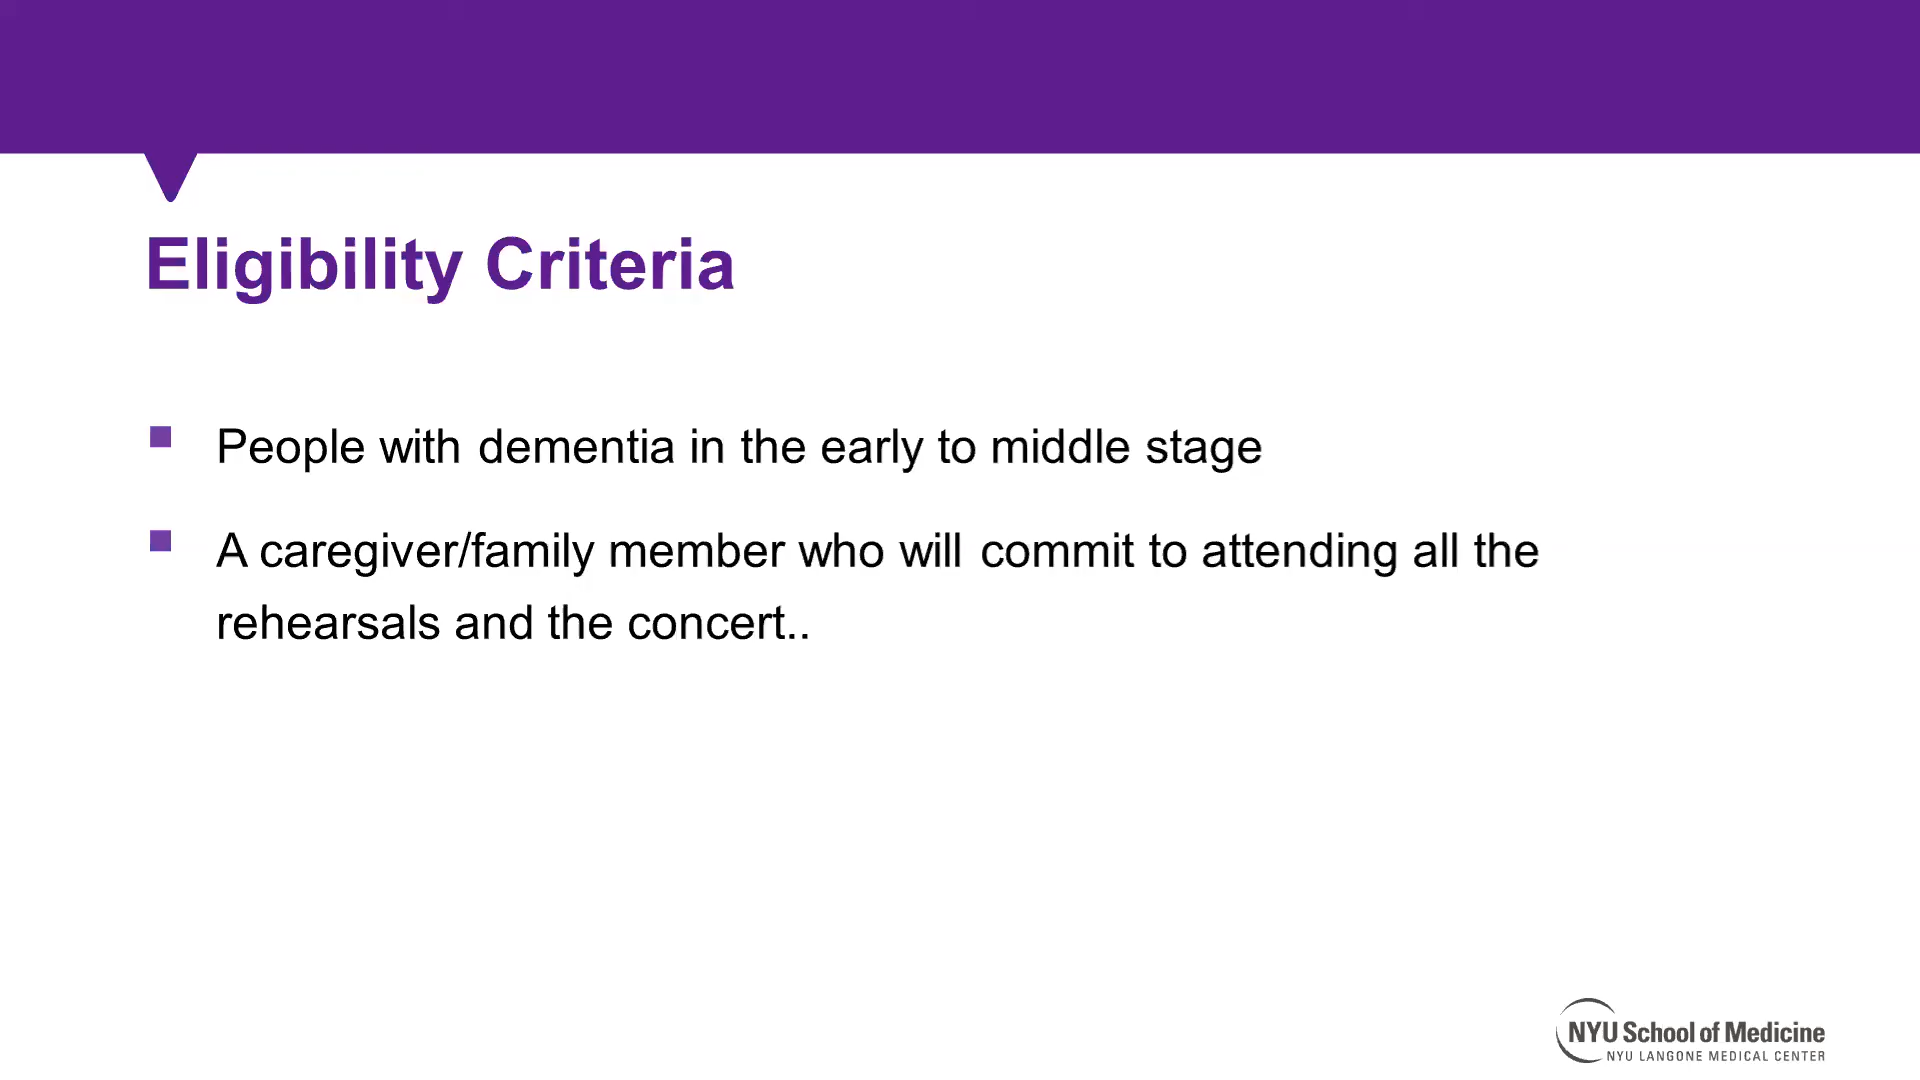 Eligibility Criteria
People with dementia in the early to middle stage
A caregiver/family member who will commit to attending all the
rehearsals and the concert..
NYU School of Medicine
NYU LANGONE MEDICAL CENTER